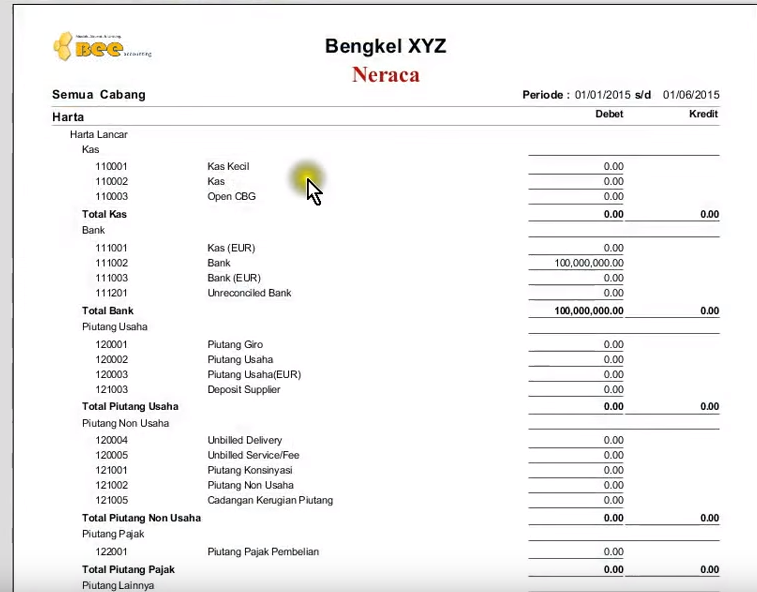 BEE accounting
Bengkel XYZ
Neraca
Semua Cabang Periode : 01/01/2015 s/d 01/06/2015
Harta Debet Kredit
Harta Lancar
Kas
110001 Kas Kecil 0.00
110002 Kas 0.00
110003 Open CBG 0.00
Total Kas 0.00 0.00
Bank
111001 Kas (EUR) 0.00
111002 Bank 100,000,000.00
111003 Bank (EUR) 0.00
111201 Unreconciled Bank 0.00
Total Bank 100,000,000.00 0.00
Piutang Usaha
120001 Piutang Giro 0.00
120002 Piutang Usaha 0.00
120003 Piutang Usaha(EUR) 0.00
121003 Deposit Supplier 0.00
Total Piutang Usaha 0.00 0.00
Piutang Non Usaha
120004 Unbilled Delivery 0.00
120005 Unbilled Service/Fee 0.00
121001 Piutang Konsinyasi 0.00
121002 Piutang Non Usaha 0.00
121005 Cadangan Kerugian Piutang 0.00
Total Piutang Non Usaha 0.00 0.00
Piutang Pajak
122001 Piutang Pajak Pembelian 0.00
Total Piutang Pajak 0.00 0.00
Piutang Lainnya